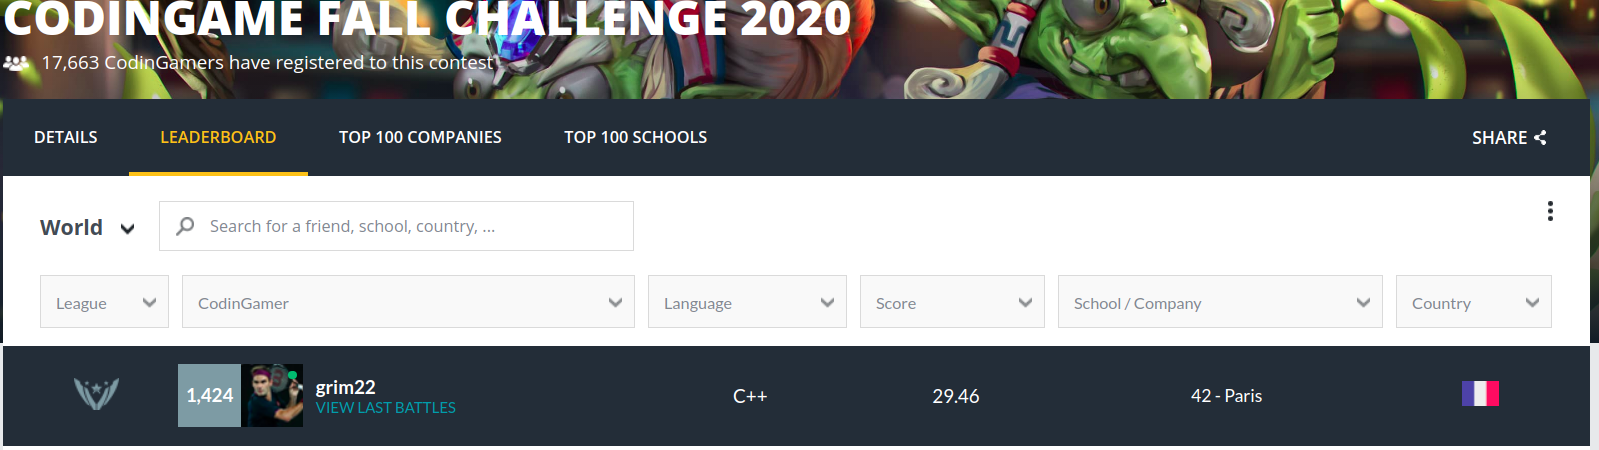 CODINGAME FALL CHALLENGE 2020
17,663 CodinGamers have registered to this contest
DETAILS LEADERBOARD TOP 100 COMPANIES TOP 100 SCHOOLS SHARE
World Search for a friend, school, country, ...
League CodinGamer Language Score School / Company Country
1,424 grim22 C++ 29.46 42 - Paris
VIEW LAST BATTLES